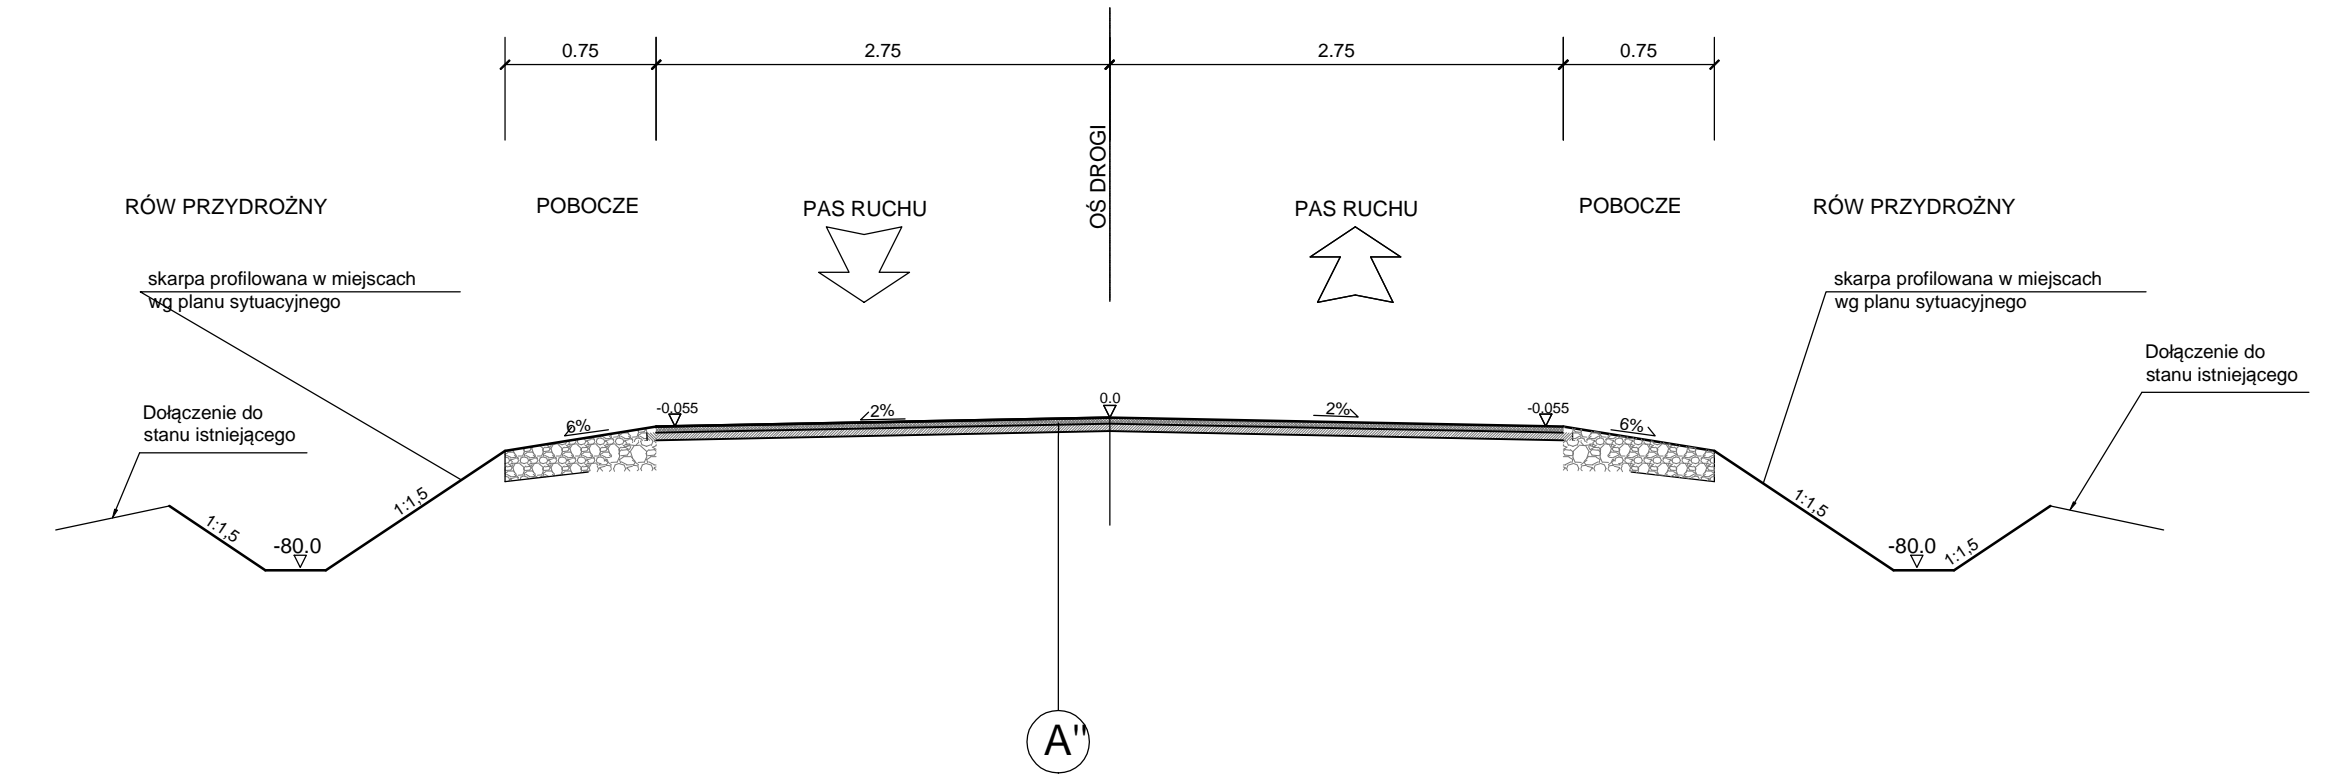 0.75
2.75
2.75
0.75
OŚ DROGI
RÓW PRZYDROŻNY
POBOCZE
PAS RUCHU
PAS RUCHU
POBOCZE
RÓW PRZYDROŻNY
skarpa profilowana w miejscach
wg planu sytuacyjnego
skarpa profilowana w miejscach
wg planu sytuacyjnego
Dołączenie do
stanu istniejącego
Dołączenie do
stanu istniejącego
6%
-0.055
2%
0.0
2%
-0.055
6%
1:1,5
-80.0
1:1,5
1:1,5
-80.0
1:1,5
A"